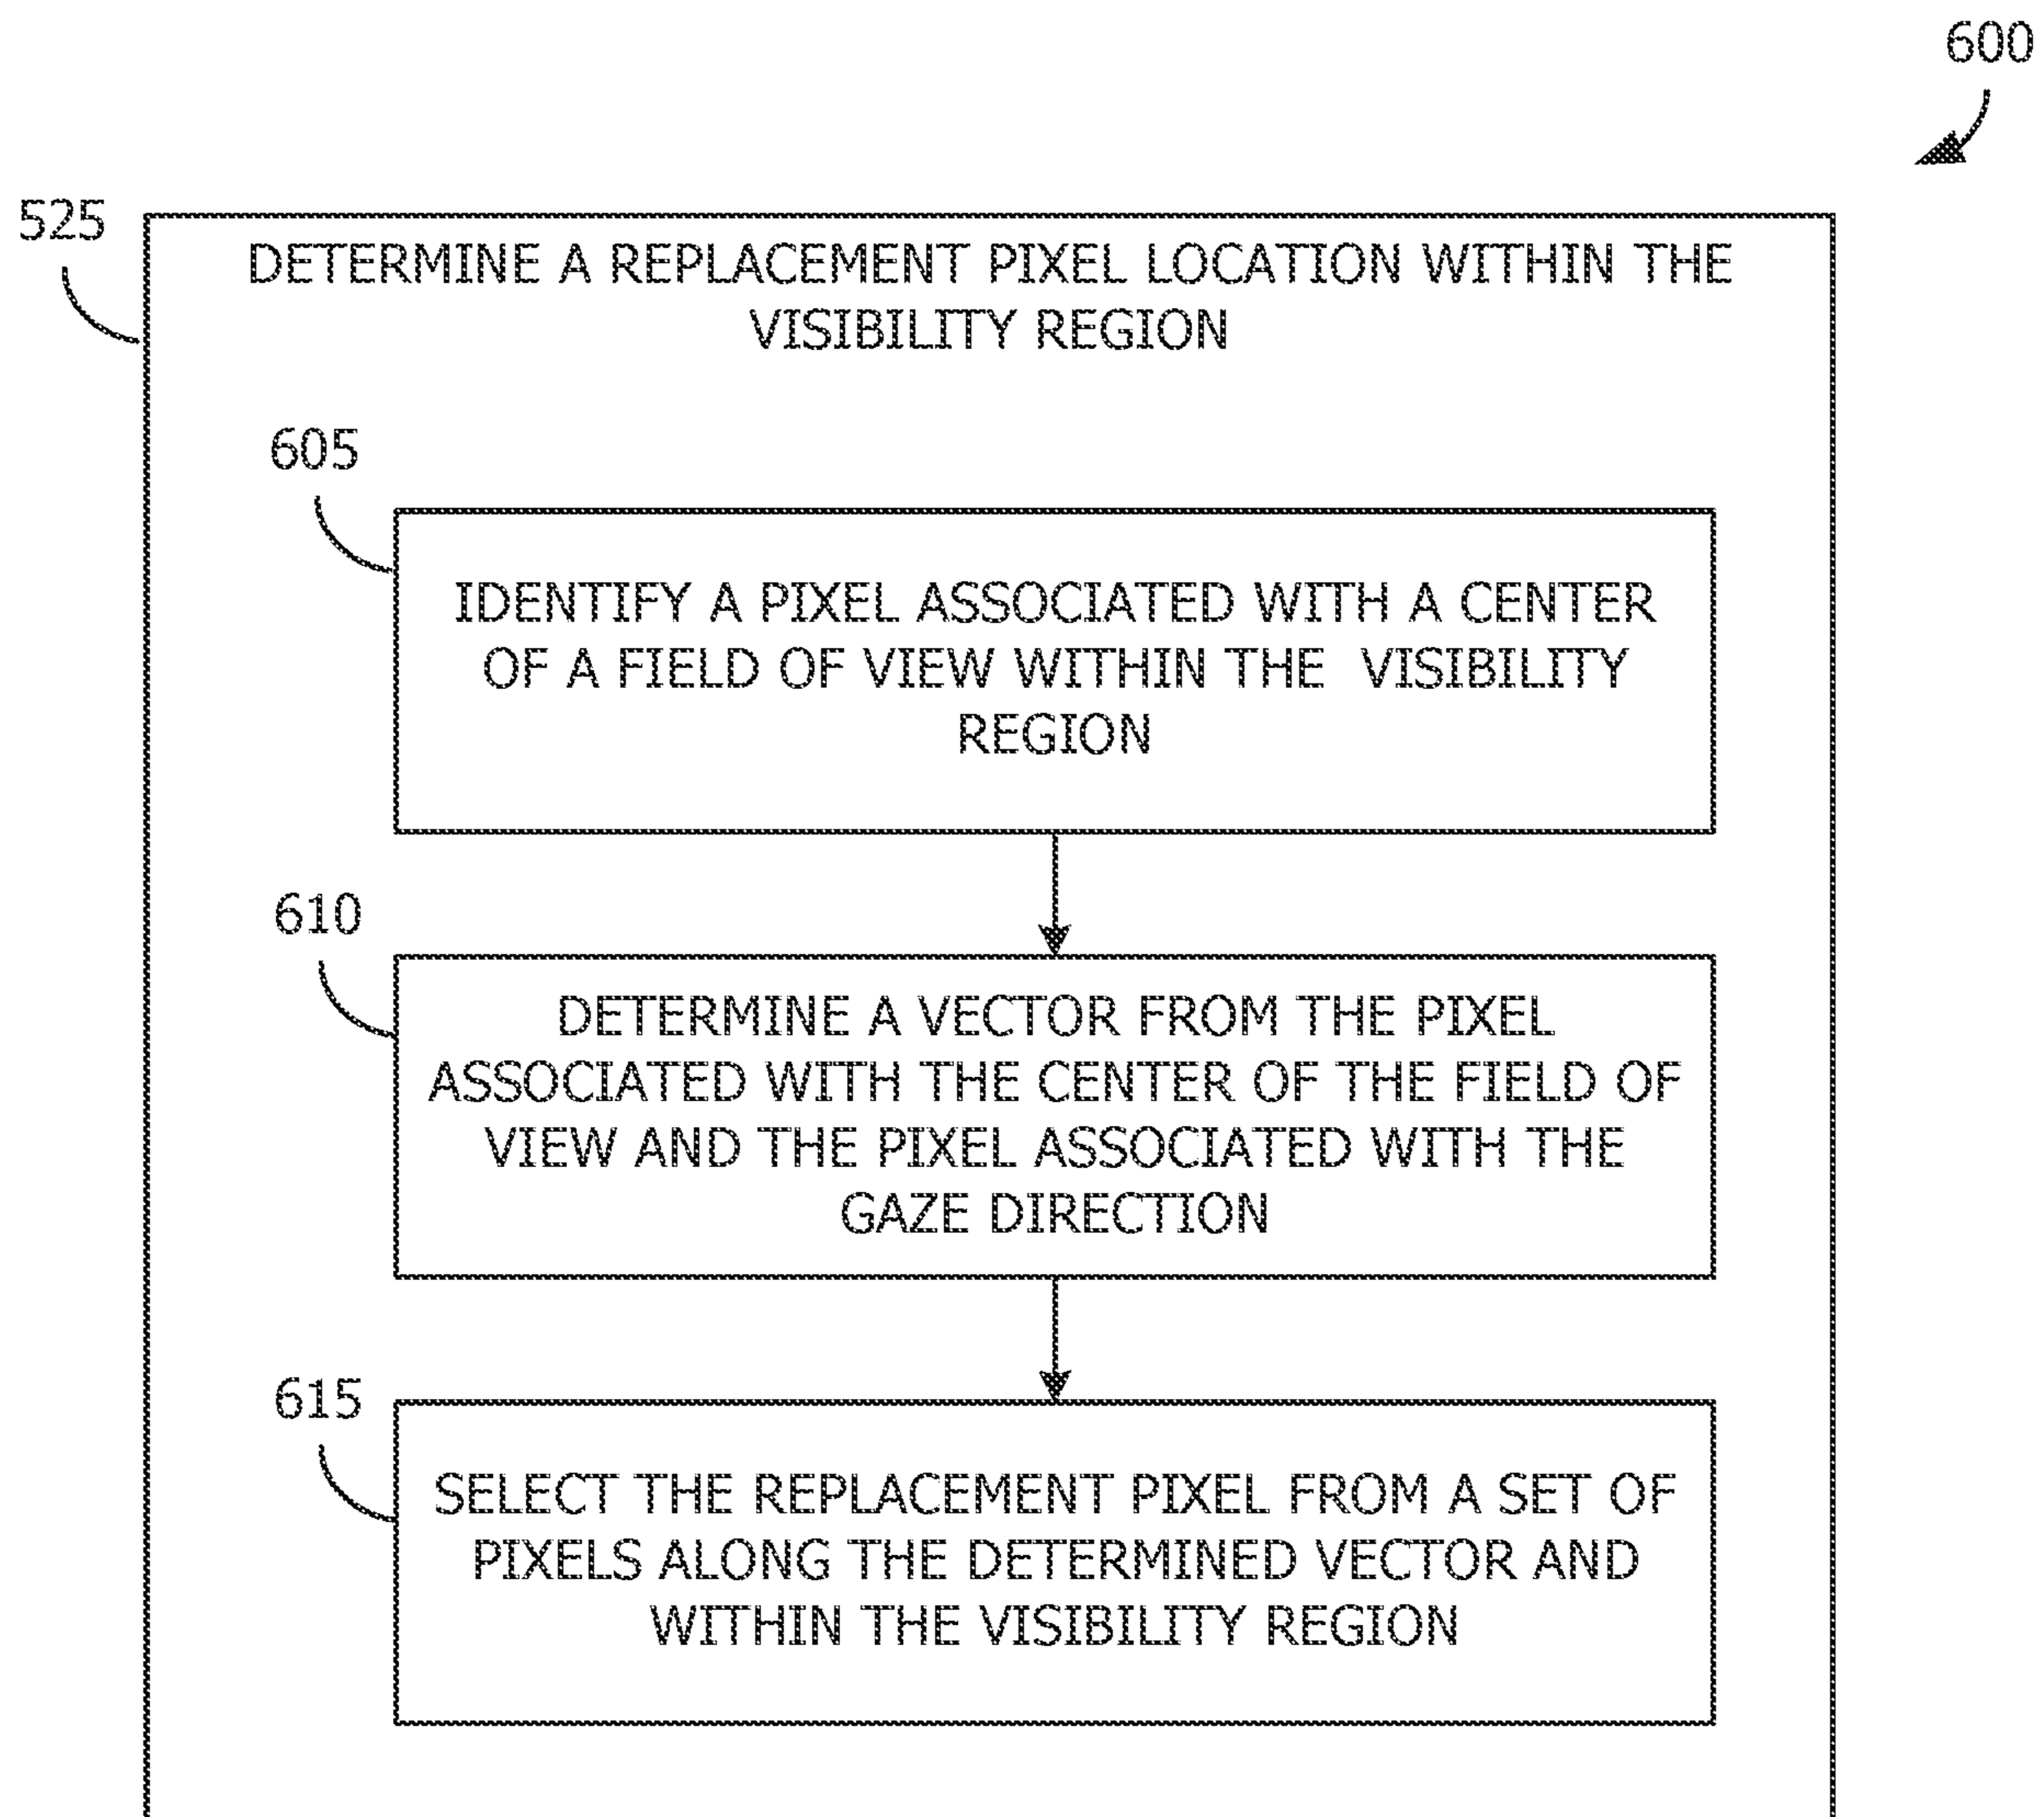 600
525
DETERMINE A REPLACEMENT PIXEL LOCATION WITHIN THE
VISIBILITY REGION
605
IDENTIFY A PIXEL ASSOCIATED WITH A CENTER
OF A FIELD OF VIEW WITHIN THE VISIBILITY
REGION
610
DETERMINE A VECTOR FROM THE PIXEL
ASSOCIATED WITH THE CENTER OF THE FIELD OF
VIEW AND THE PIXEL ASSOCIATED WITH THE
GAZE DIRECTION
615
SELECT THE REPLACEMENT PIXEL FROM A SET OF
PIXELS ALONG THE DETERMINED VECTOR AND
WITHIN THE VISIBILITY REGION